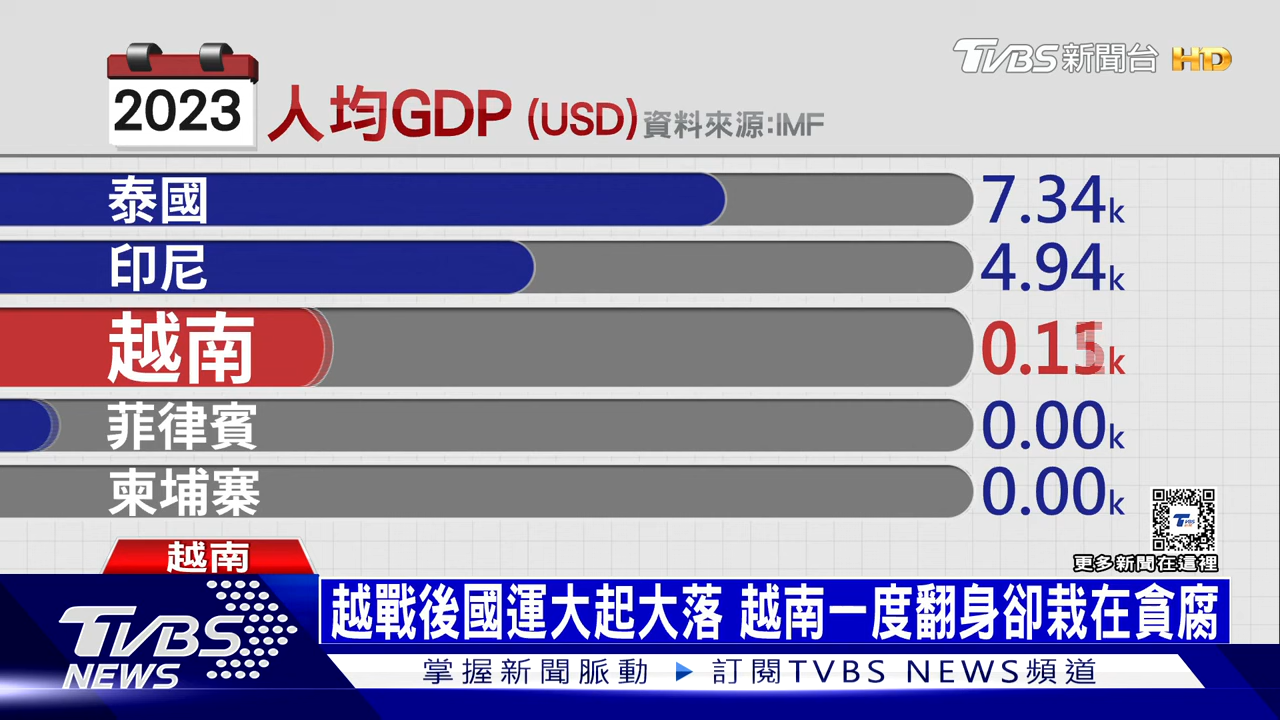 TVBS新聞台 HD
2023 人均GDP (USD) 資料來源:IMF
泰國 7.34k
印尼 4.94k
越南 0.15k
菲律賓 0.00k
柬埔寨 0.00k
TVBS
更多新聞在這裡
越南
越戰後國運大起大落 越南一度翻身卻栽在貪腐
TVBS NEWS
掌握新聞脈動 ▶ 訂閱TVBS NEWS頻道